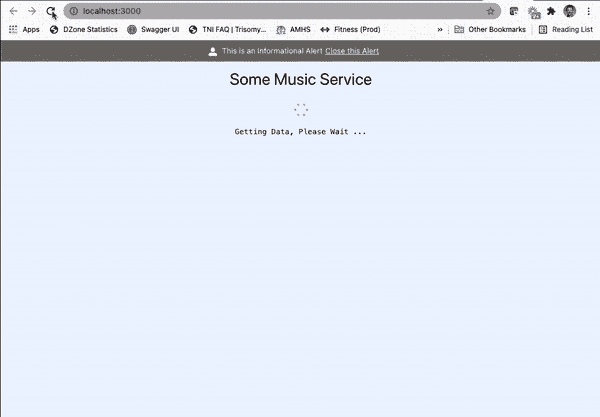 localhost:3000
Apps DZone Statistics Swagger UI TNI FAQ | Trisomy... AMHS Fitness (Prod) » Other Bookmarks Reading List
This is an Informational Alert Close this Alert
Some Music Service
Getting Data, Please Wait ...